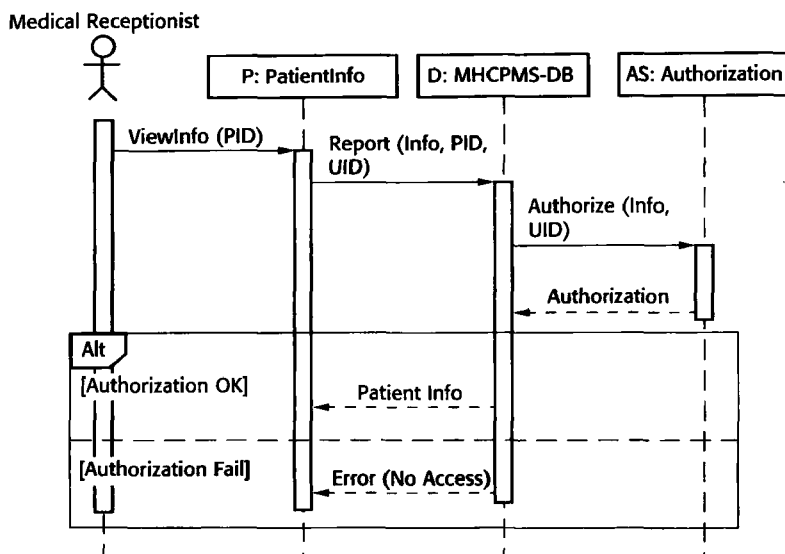 Medical Receptionist
P: PatientInfo
D: MHCPMS-DB
AS: Authorization
ViewInfo (PID)
Report (Info, PID,
UID)
Authorize (Info,
UID)
Authorization
Alt
[Authorization OK]
Patient Info
[Authorization Fail]
Error (No Access)